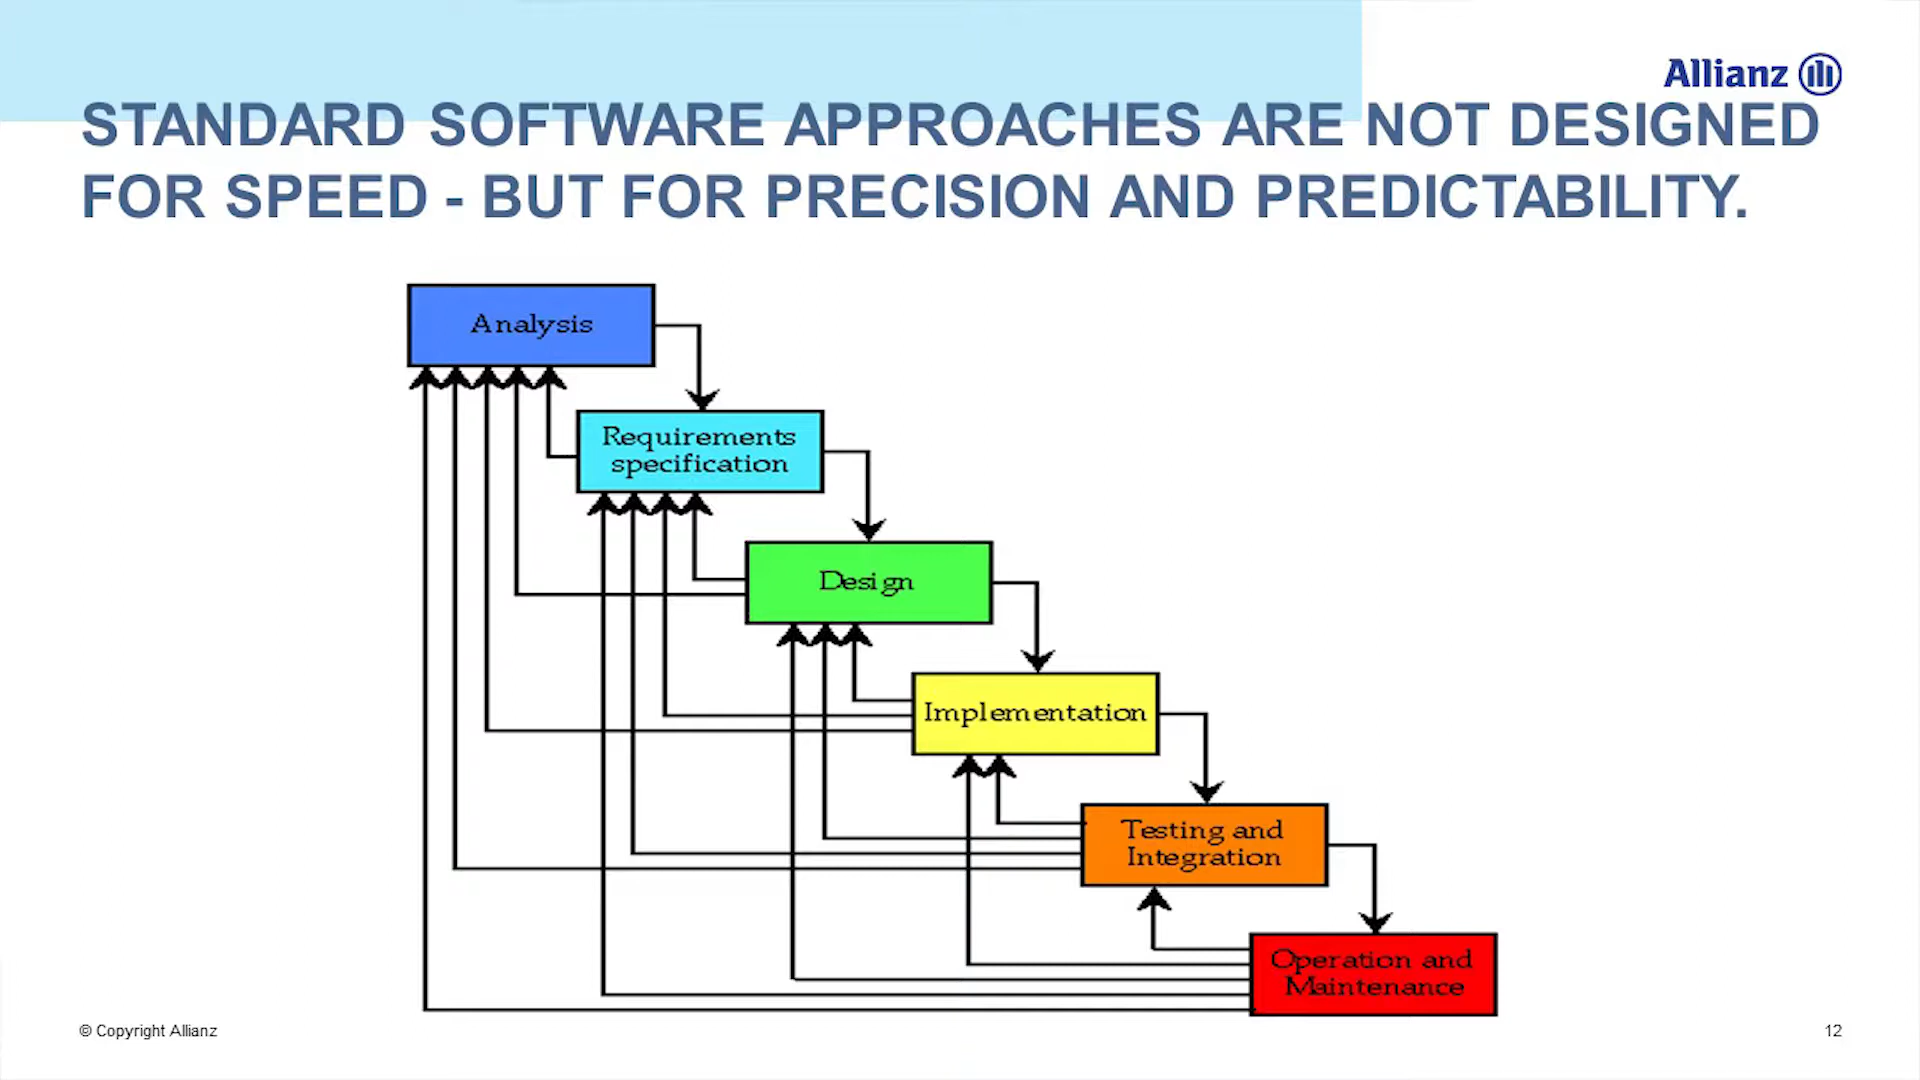 Allianz
STANDARD SOFTWARE APPROACHES ARE NOT DESIGNED
FOR SPEED - BUT FOR PRECISION AND PREDICTABILITY.
Analysis
Requirements
specification
Design
Implementation
Testing and
Integration
Operation and
Maintenance
© Copyright Allianz
12